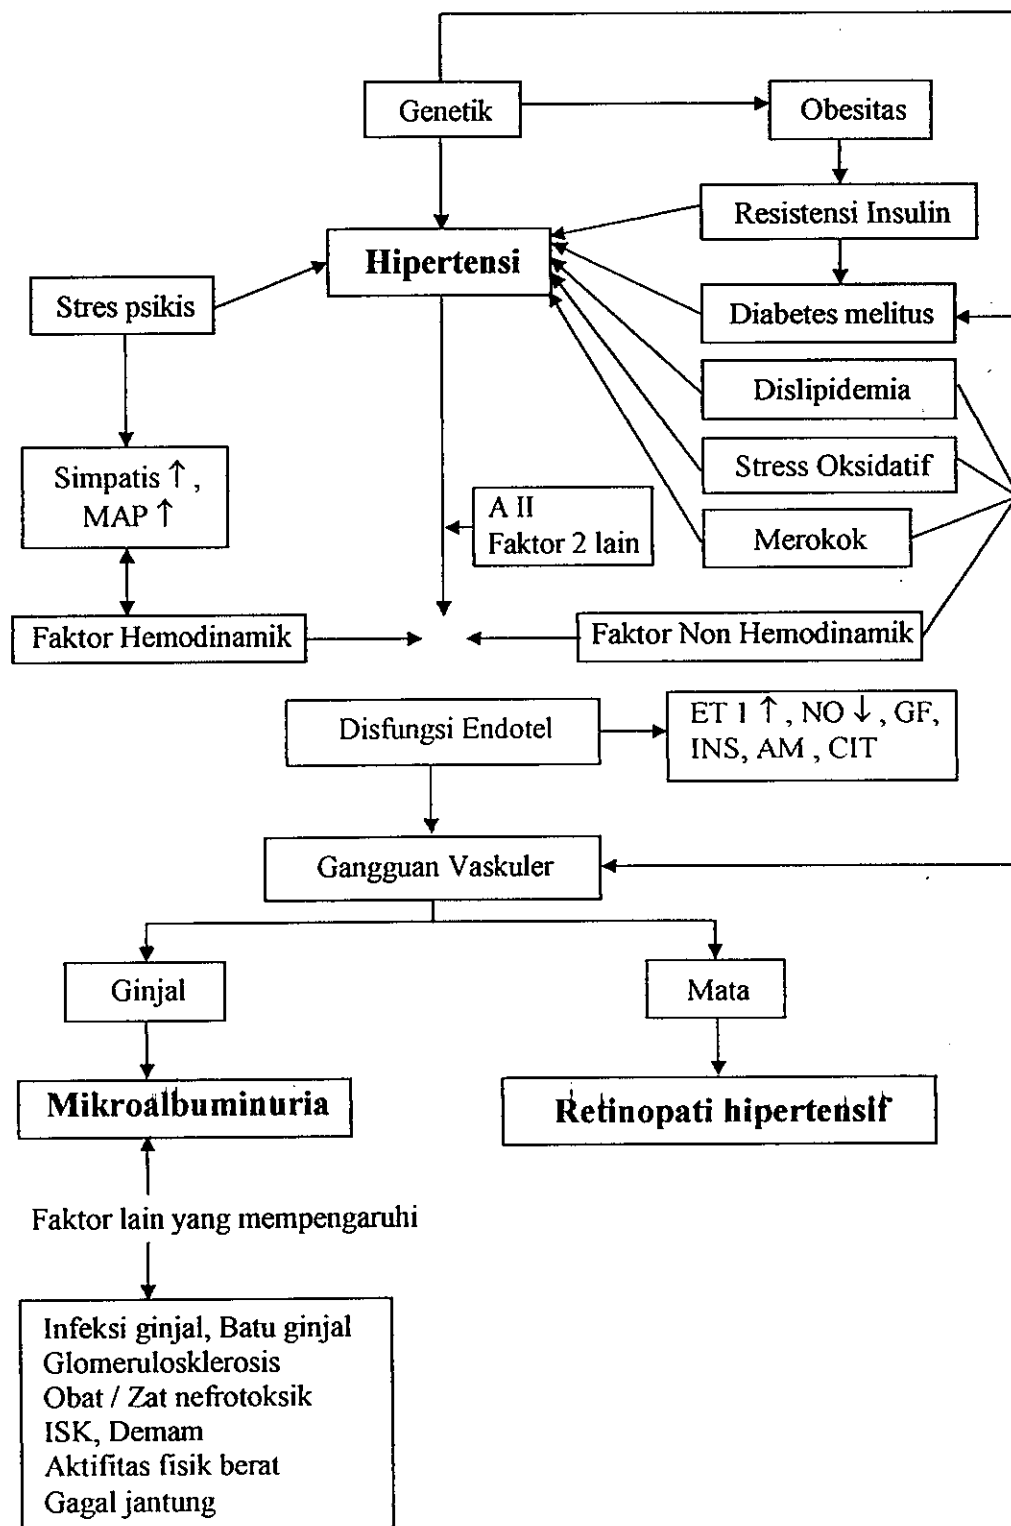 Genetik
Obesitas
Resistensi Insulin
Hipertensi
Stres psikis
Diabetes melitus
Dislipidemia
Simpatis ↑ ,
MAP ↑
Stress Oksidatif
A II
Faktor 2 lain
Merokok
Faktor Hemodinamik
Faktor Non Hemodinamik
Disfungsi Endotel
ET 1 ↑, NO ↓, GF,
INS, AM , CIT
Gangguan Vaskuler
Ginjal
Mata
Mikroalbuminuria
Retinopati hipertensif
Faktor lain yang mempengaruhi
Infeksi ginjal, Batu ginjal
Glomerulosklerosis
Obat / Zat nefrotoksik
ISK, Demam
Aktifitas fisik berat
Gagal jantung